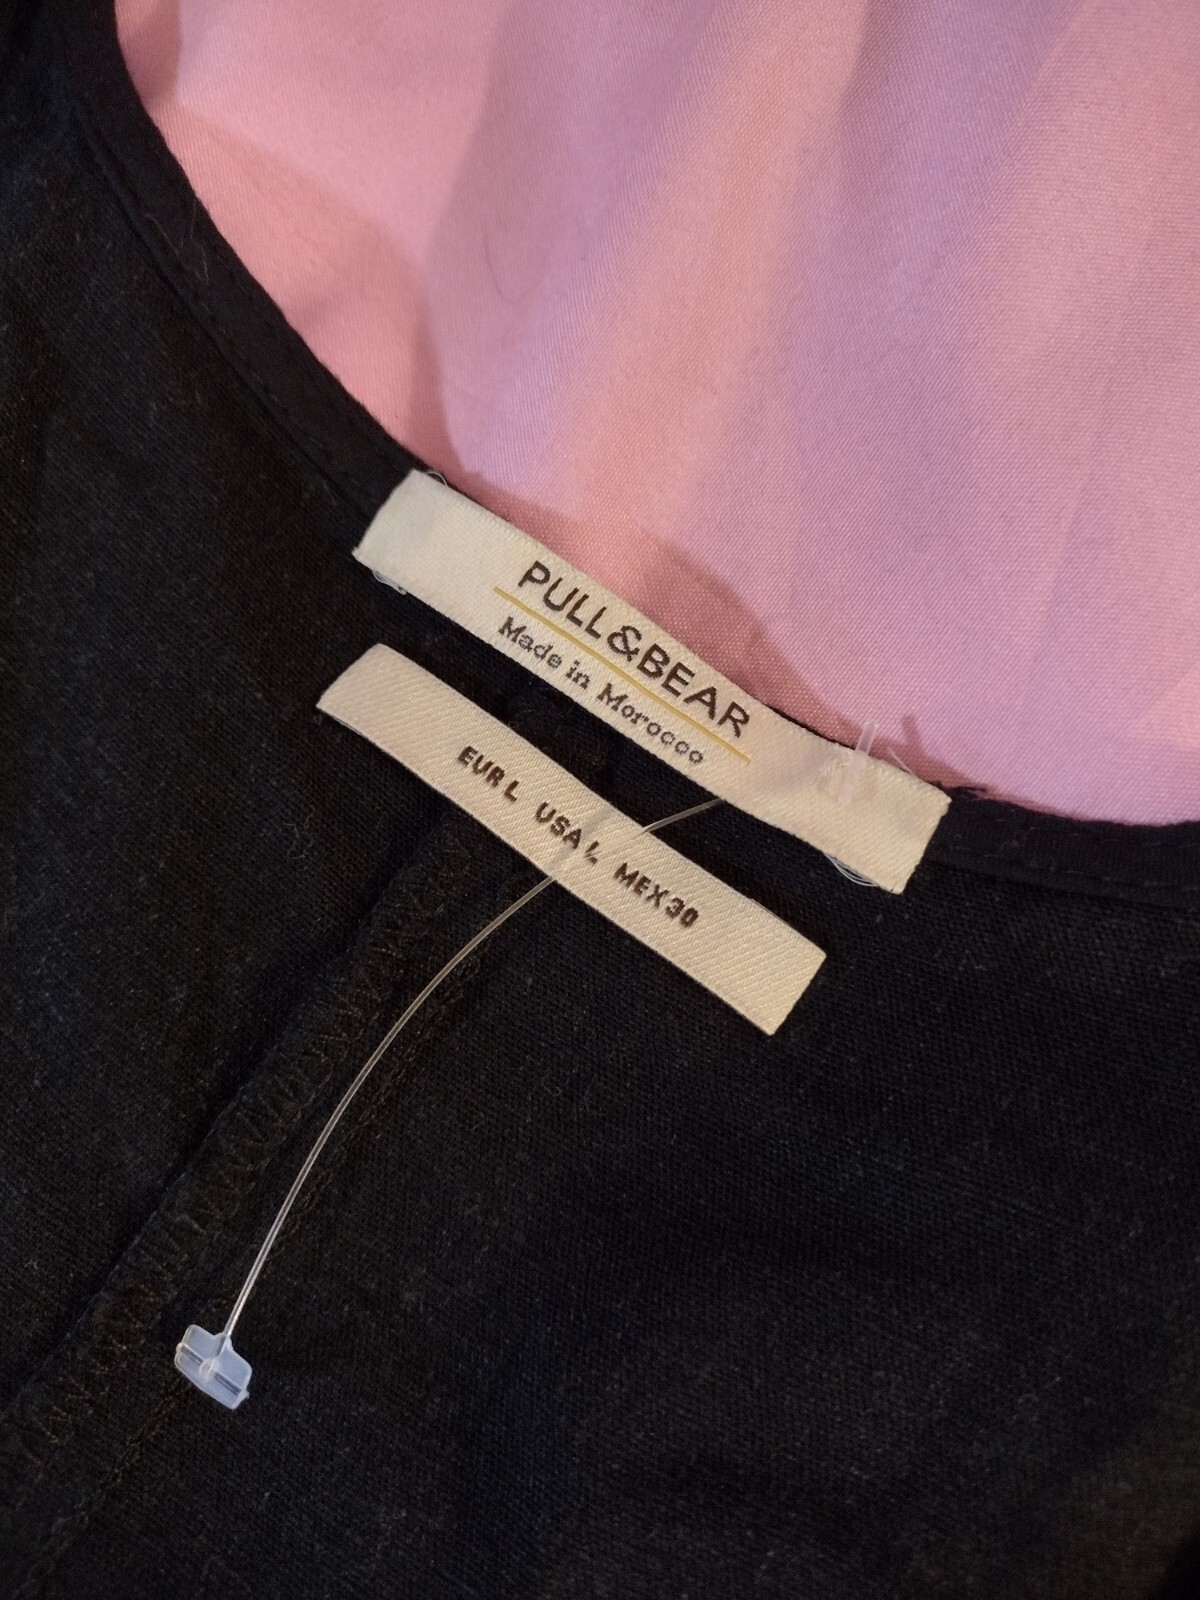 PULL&BEAR
Made in Morocco
EUR L USA L MEX 30